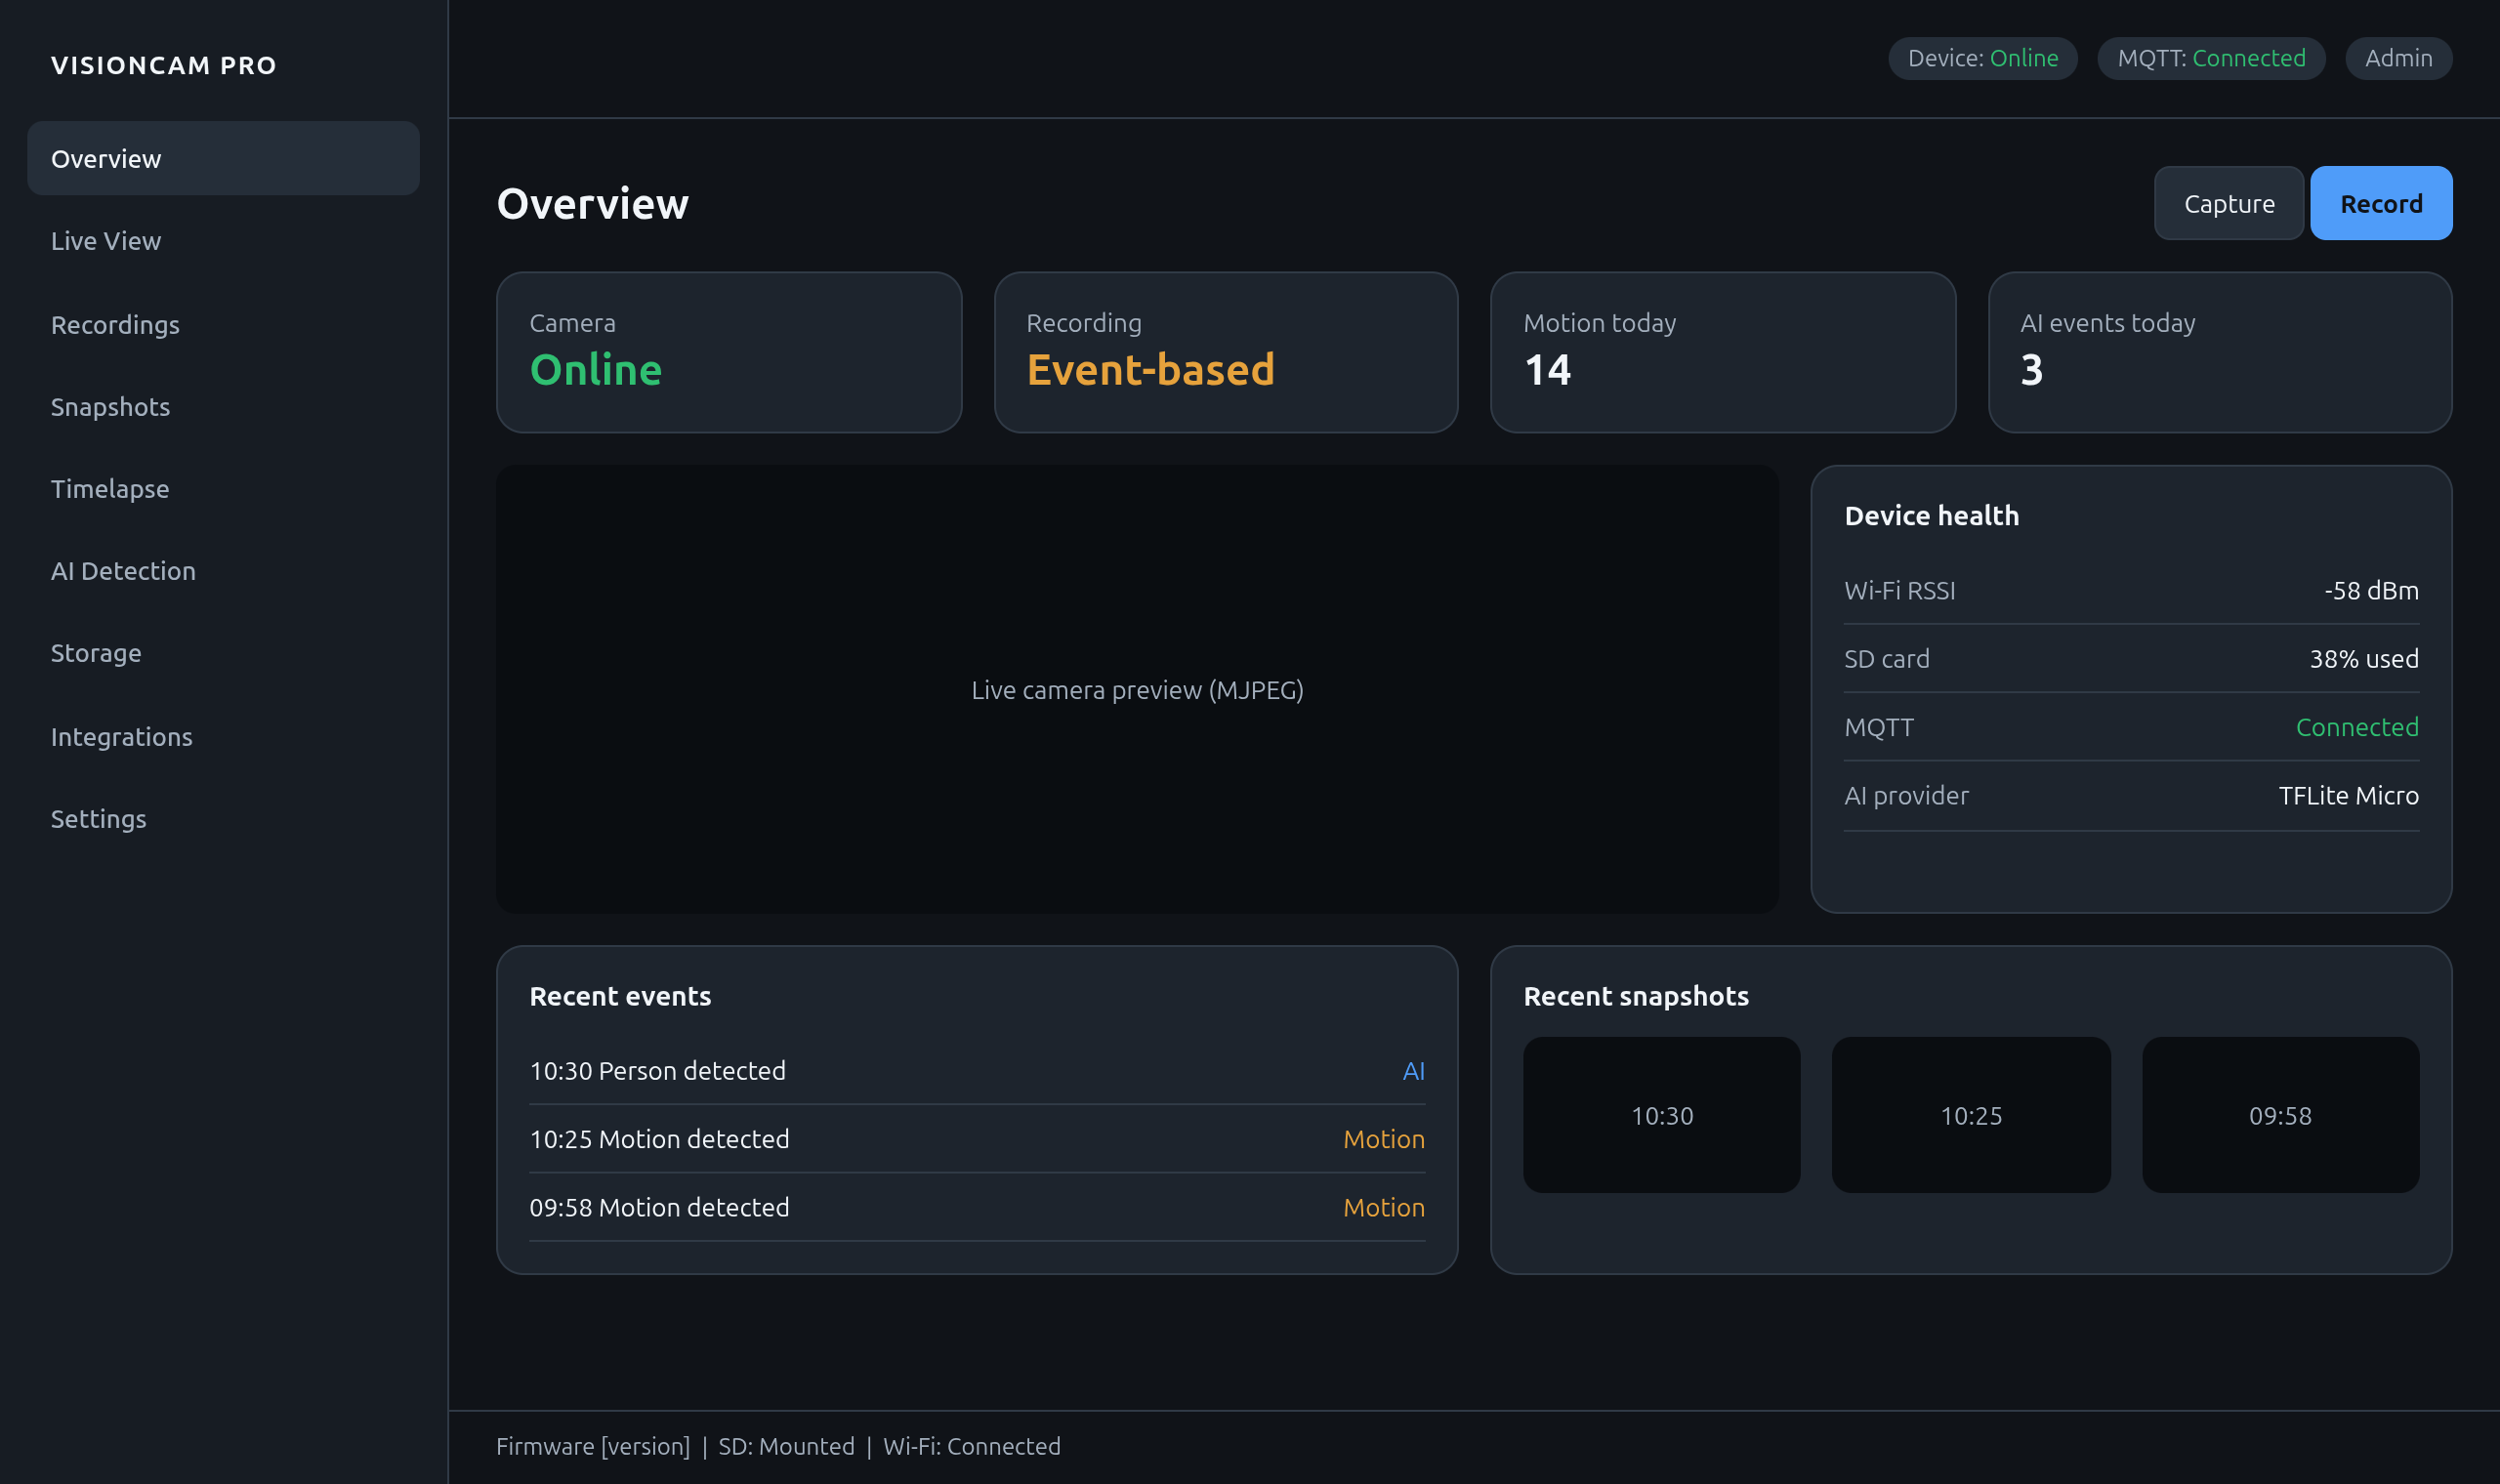 VISIONCAM PRO
Overview
Live View
Recordings
Snapshots
Timelapse
AI Detection
Storage
Integrations
Settings
Device: Online
MQTT: Connected
Admin
Overview
Capture
Record
Camera
Online
Recording
Event-based
Motion today
14
AI events today
3
Live camera preview (MJPEG)
Device health
Wi-Fi RSSI -58 dBm
SD card 38% used
MQTT Connected
AI provider TFLite Micro
Recent events
10:30 Person detected AI
10:25 Motion detected Motion
09:58 Motion detected Motion
Recent snapshots
10:30 10:25 09:58
Firmware [version] | SD: Mounted | Wi-Fi: Connected